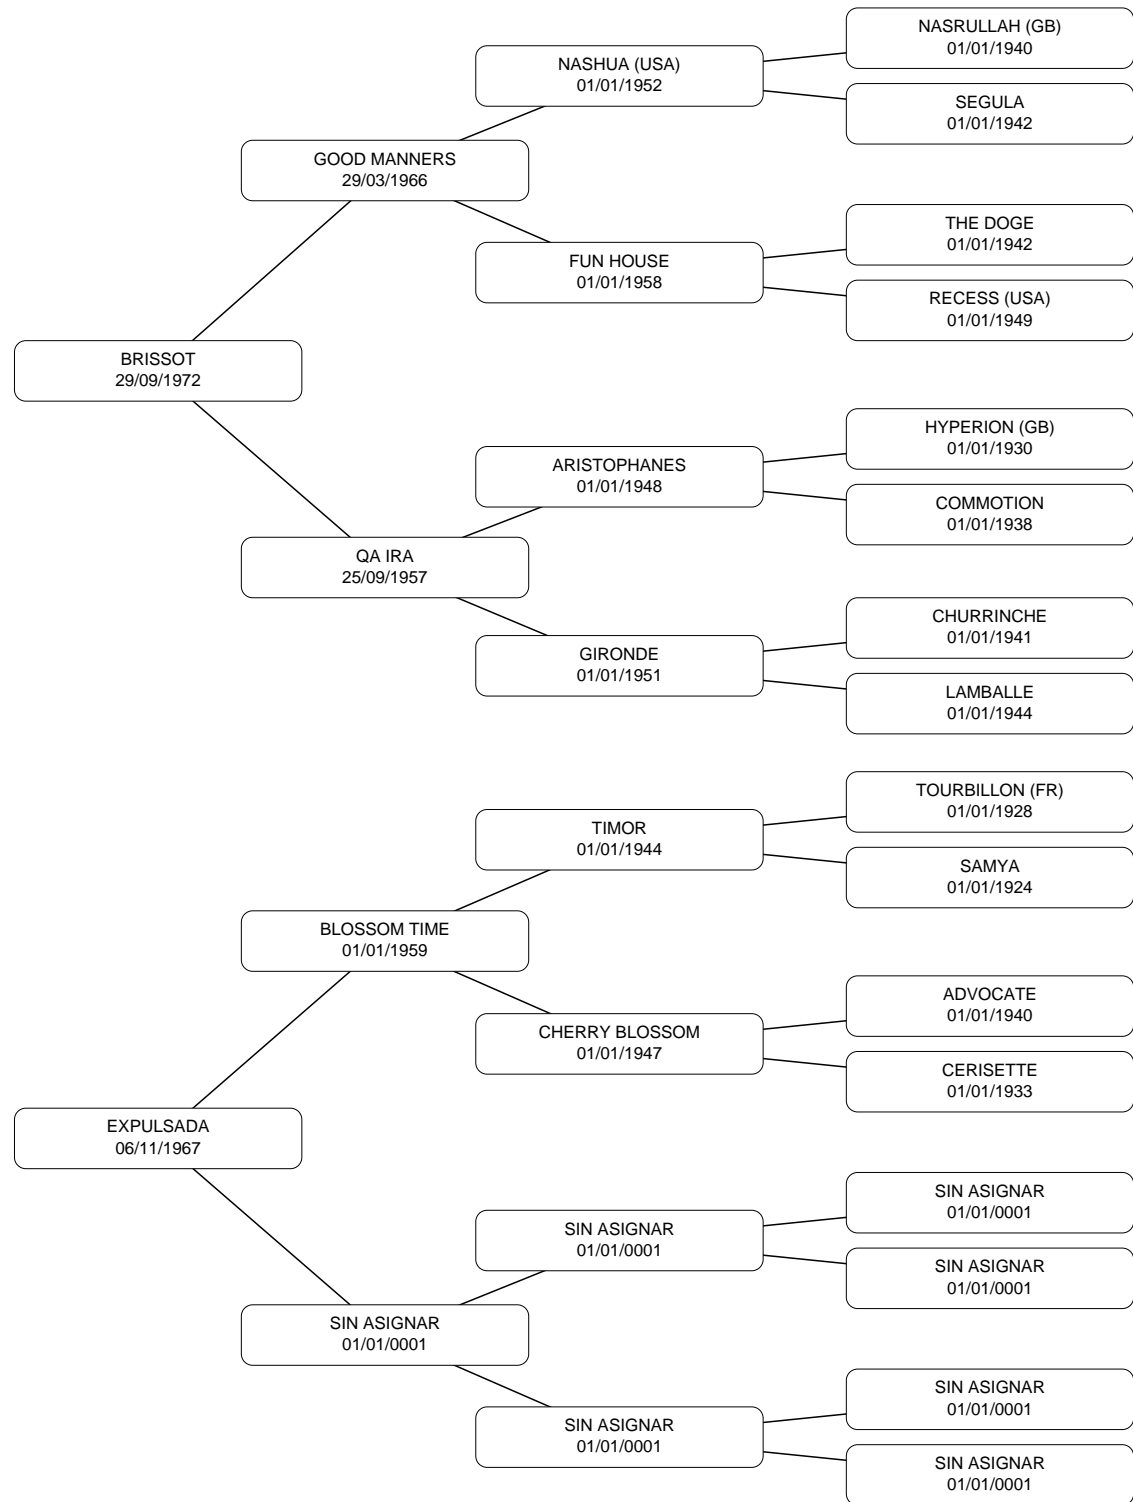 NASRULLAH (GB)
01/01/1940
NASHUA (USA)
01/01/1952
SEGULA
01/01/1942
GOOD MANNERS
29/03/1966
THE DOGE
01/01/1942
FUN HOUSE
01/01/1958
RECESS (USA)
01/01/1949
BRISSOT
29/09/1972
HYPERION (GB)
01/01/1930
ARISTOPHANES
01/01/1948
COMMOTION
01/01/1938
QA IRA
25/09/1957
CHURRINCHE
01/01/1941
GIRONDE
01/01/1951
LAMBALLE
01/01/1944
TOURBILLON (FR)
01/01/1928
TIMOR
01/01/1944
SAMYA
01/01/1924
BLOSSOM TIME
01/01/1959
ADVOCATE
01/01/1940
CHERRY BLOSSOM
01/01/1947
CERISETTE
01/01/1933
EXPULSADA
06/11/1967
SIN ASIGNAR
01/01/0001
SIN ASIGNAR
01/01/0001
SIN ASIGNAR
01/01/0001
SIN ASIGNAR
01/01/0001
SIN ASIGNAR
01/01/0001
SIN ASIGNAR
01/01/0001
SIN ASIGNAR
01/01/0001